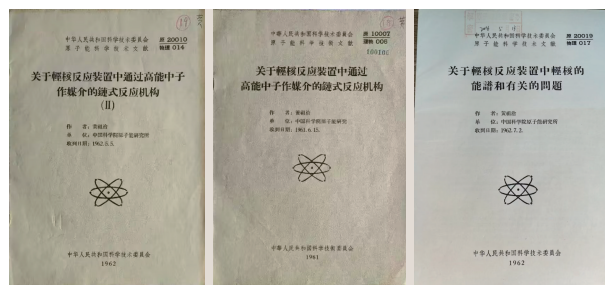 中华人民共和国科学技术委员会
原子能科学技术文献
原 20010
物理 014
关于輕核反应装置中通过高能中子
作媒介的鏈式反应机构
(II)
作 者：黄祖洽
单 位：中国科学院原子能研究所
收到日期：1962.5.5.
中华人民共和国科学技术委员会
1962
中华人民共和国科学技术委员会
原子能科学技术文献
原 10007
理物 006
关于輕核反应装置中通过
高能中子作媒介的鏈式反应机构
作 者：黄祖洽
单 位：中国科学院原子能研究
收到日期：1961.6.15.
中华人民共和国科学技术委员会
1961
中华人民共和国科学技术委员会
原子能科学技术文献
原 20019
物理 017
关于輕核反应装置中輕核的
能譜和有关的問題
作 者：黄祖洽
单 位：中国科学院原子能研究所
收到日期：1962.7.2.
中华人民共和国科学技术委员会
1962